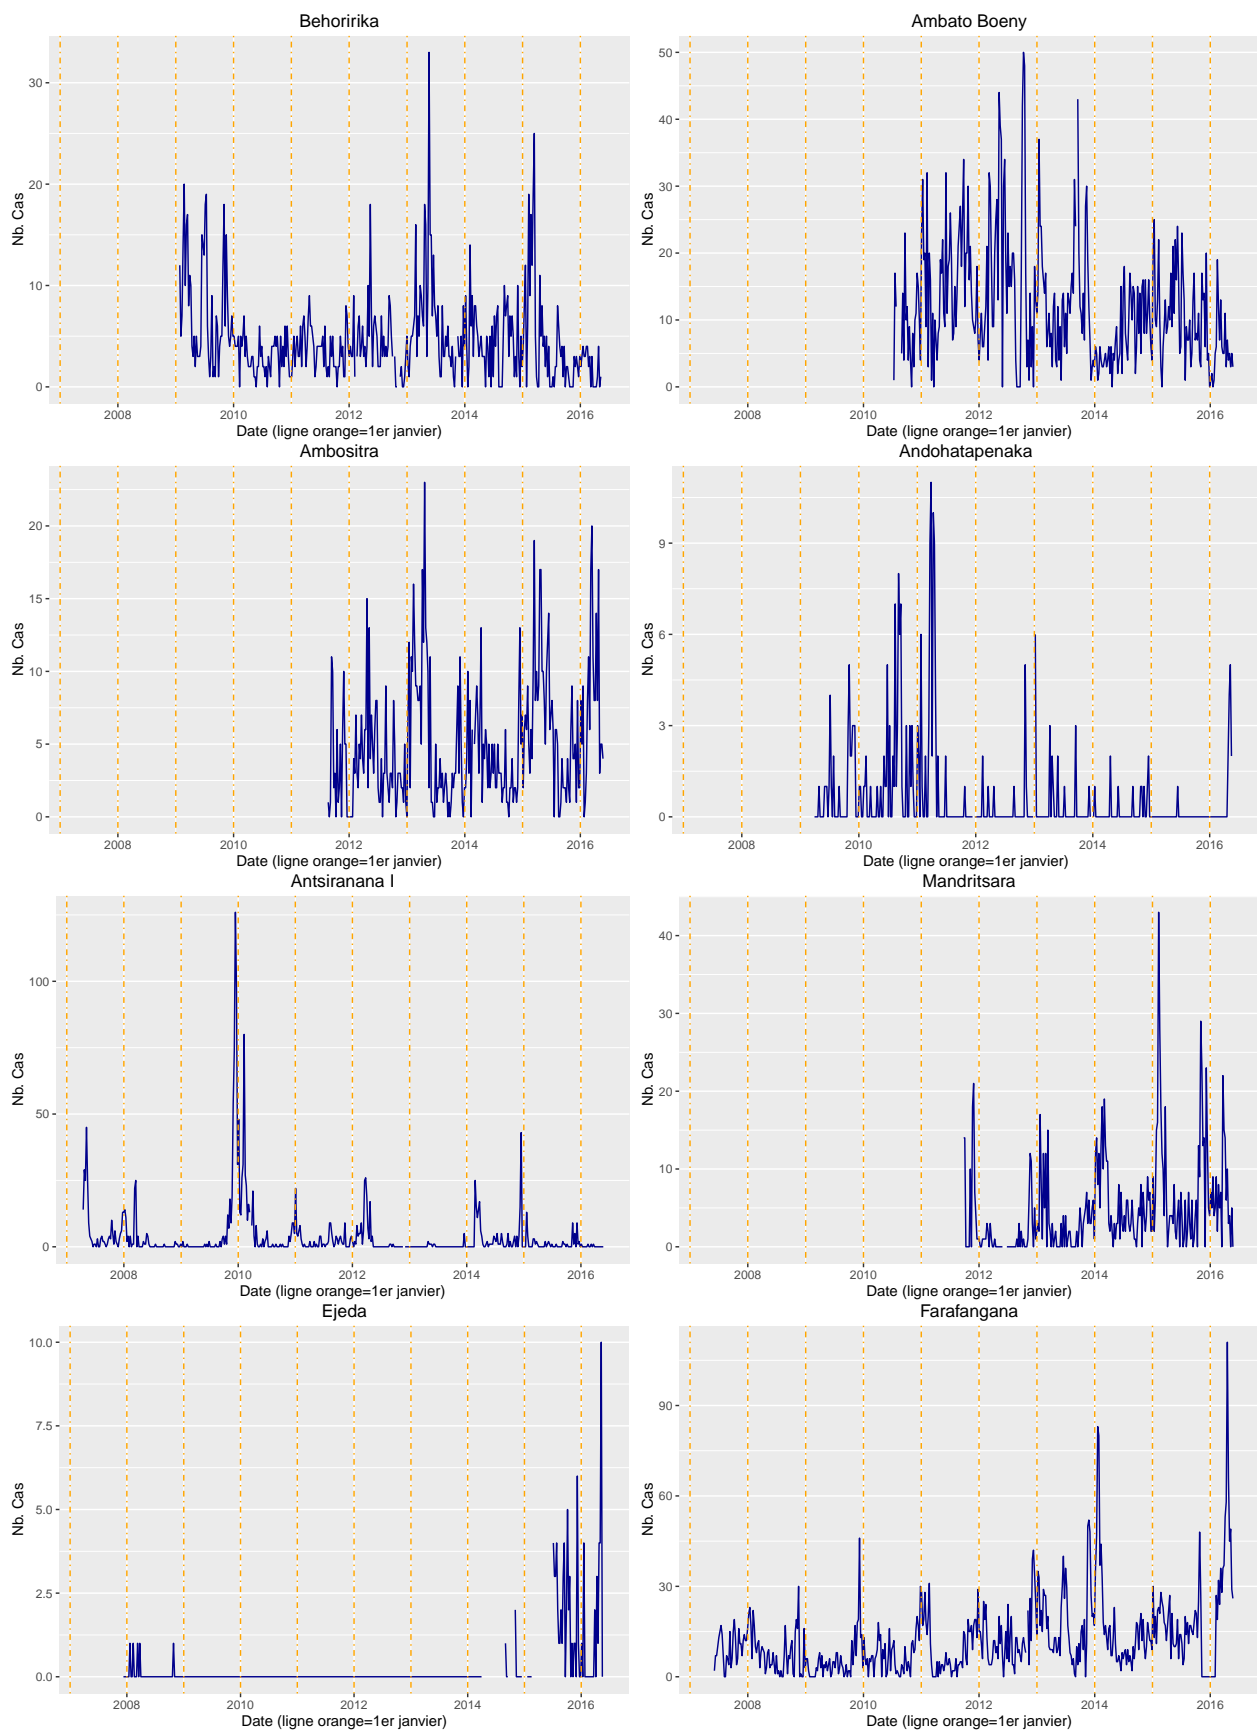 Behoririka
Nb. Cas
30
20
10
0
2008 2010 2012 2014 2016
Date (ligne orange=1er janvier)
Ambato Boeny
Nb. Cas
50
40
30
20
10
0
2008 2010 2012 2014 2016
Date (ligne orange=1er janvier)
Ambositra
Nb. Cas
20
15
10
5
0
2008 2010 2012 2014 2016
Date (ligne orange=1er janvier)
Andohatapenaka
Nb. Cas
9
6
3
0
2008 2010 2012 2014 2016
Date (ligne orange=1er janvier)
Antsiranana I
Nb. Cas
100
50
0
2008 2010 2012 2014 2016
Date (ligne orange=1er janvier)
Mandritsara
Nb. Cas
40
30
20
10
0
2008 2010 2012 2014 2016
Date (ligne orange=1er janvier)
Ejeda
Nb. Cas
10.0
7.5
5.0
2.5
0.0
2008 2010 2012 2014 2016
Date (ligne orange=1er janvier)
Farafangana
Nb. Cas
90
60
30
0
2008 2010 2012 2014 2016
Date (ligne orange=1er janvier)